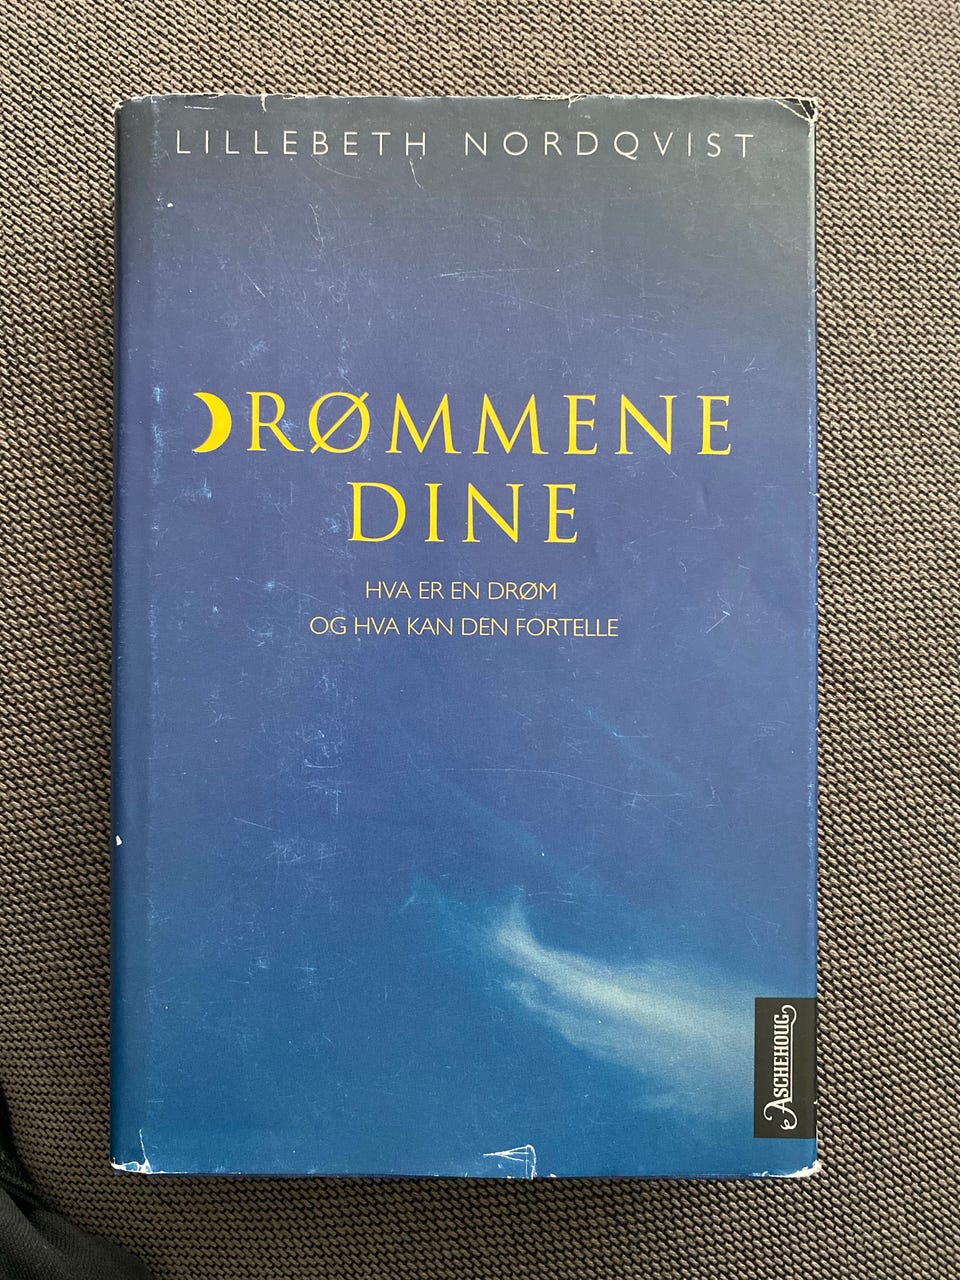 LILLEBETH NORDQVIST
DRØMMENE
DINE
HVA ER EN DRØM
OG HVA KAN DEN FORTELLE
ASCHEHOUG